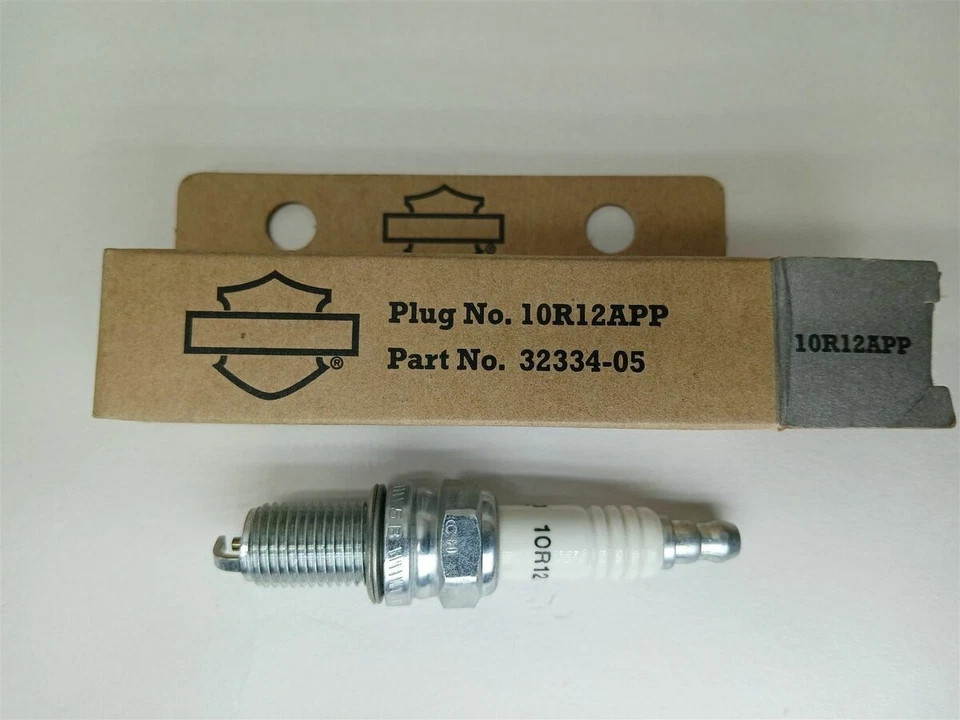 Plug No. 10R12APP
Part No. 32334-05
10R12APP
10R12